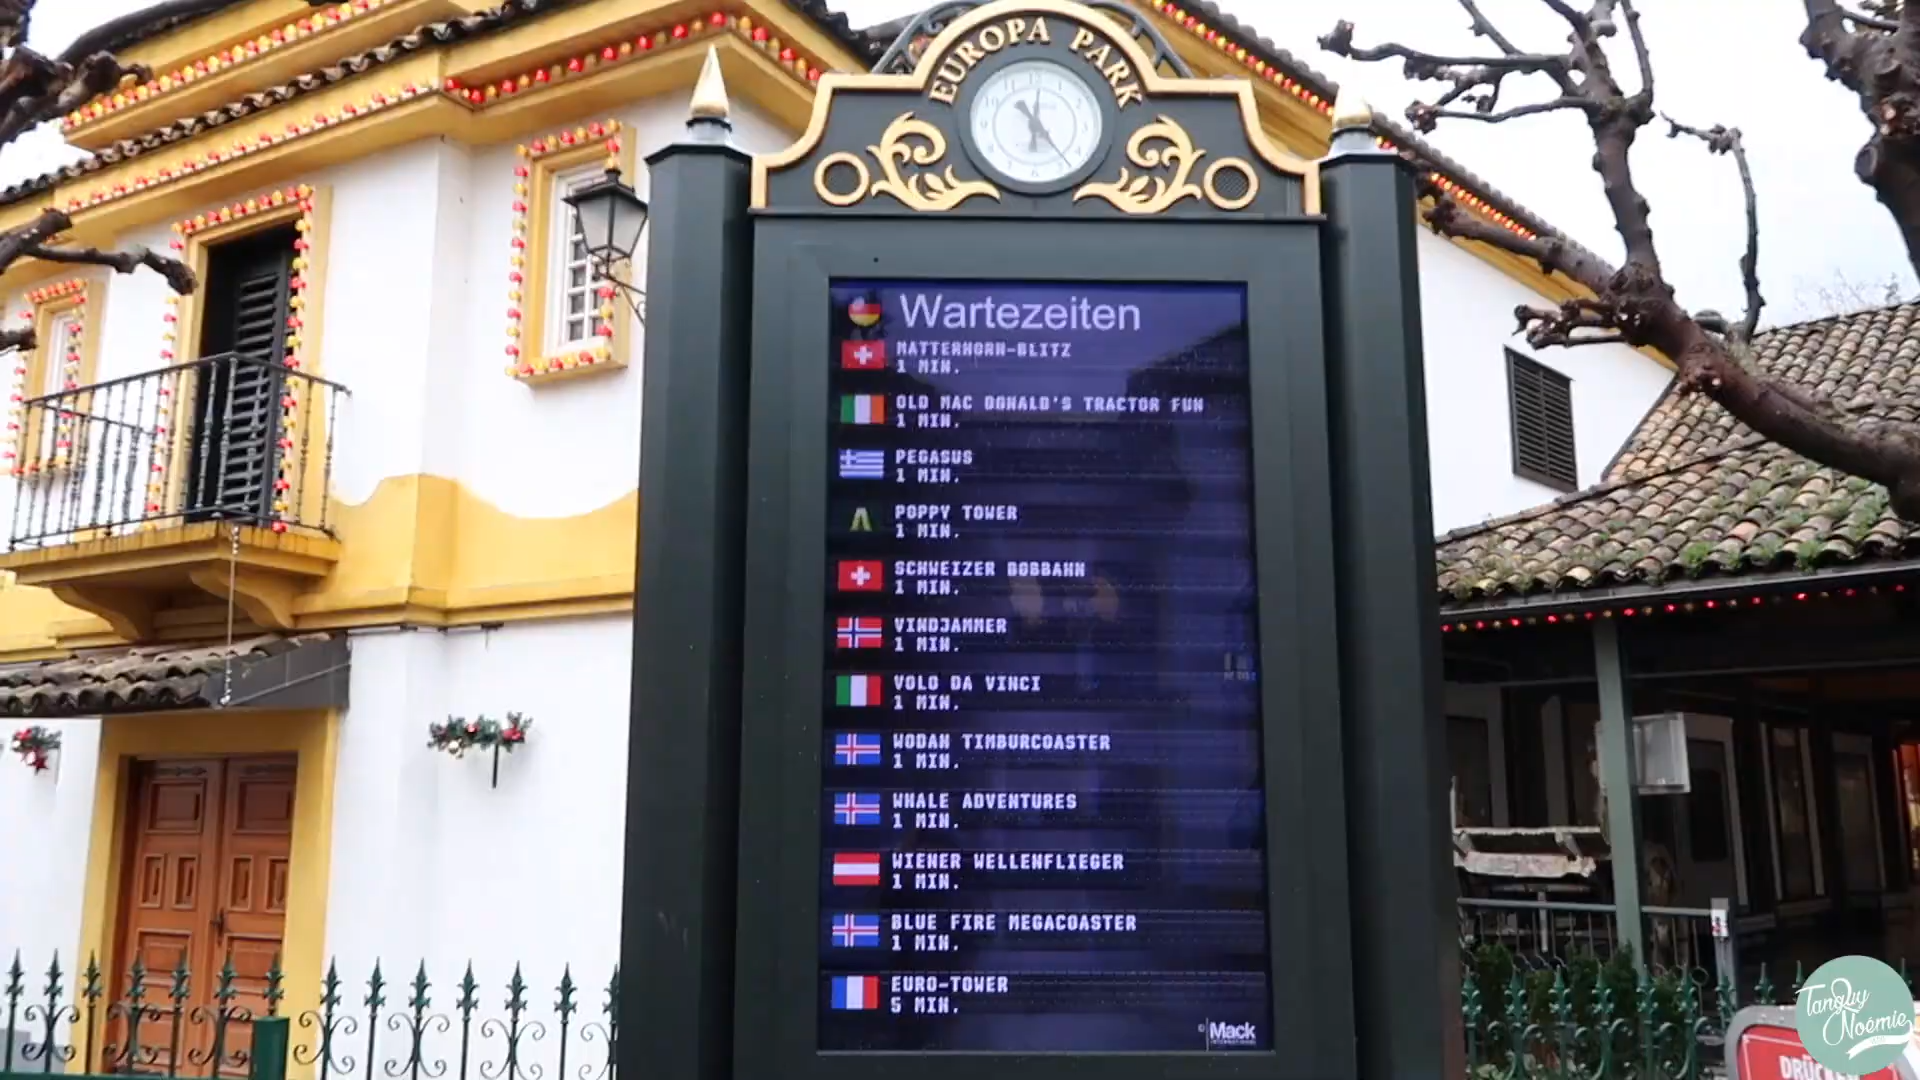 EUROPA PARK
Wartezeiten
MATTERHORN-BLITZ
1 MIN.
OLD MAC DONALD'S TRACTOR FUN
1 MIN.
PEGASUS
1 MIN.
POPPY TOWER
1 MIN.
SCHWEIZER BOBBAHN
1 MIN.
VINDJAMMER
1 MIN.
VOLO DA VINCI
1 MIN.
WODAN TIMBURCOASTER
1 MIN.
WHALE ADVENTURES
1 MIN.
WIENER WELLENFLIEGER
1 MIN.
BLUE FIRE MEGACOASTER
1 MIN.
EURO-TOWER
5 MIN.
© Mack
INTERNATIONAL
Tanguy
Noémie